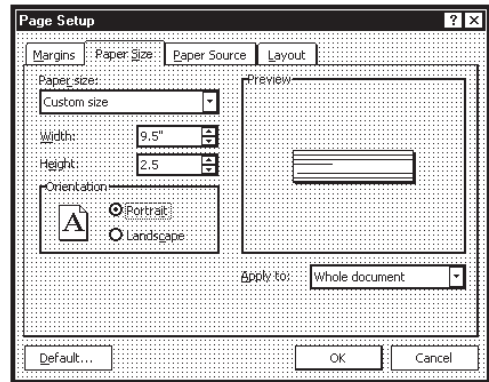 Page Setup ? X
Margins Paper Size Paper Source Layout
Paper size:
Custom size
Width: 9.5"
Height: 2.5
Orientation
A
Portrait
Landscape
Preview
Apply to: Whole document
Default... OK Cancel